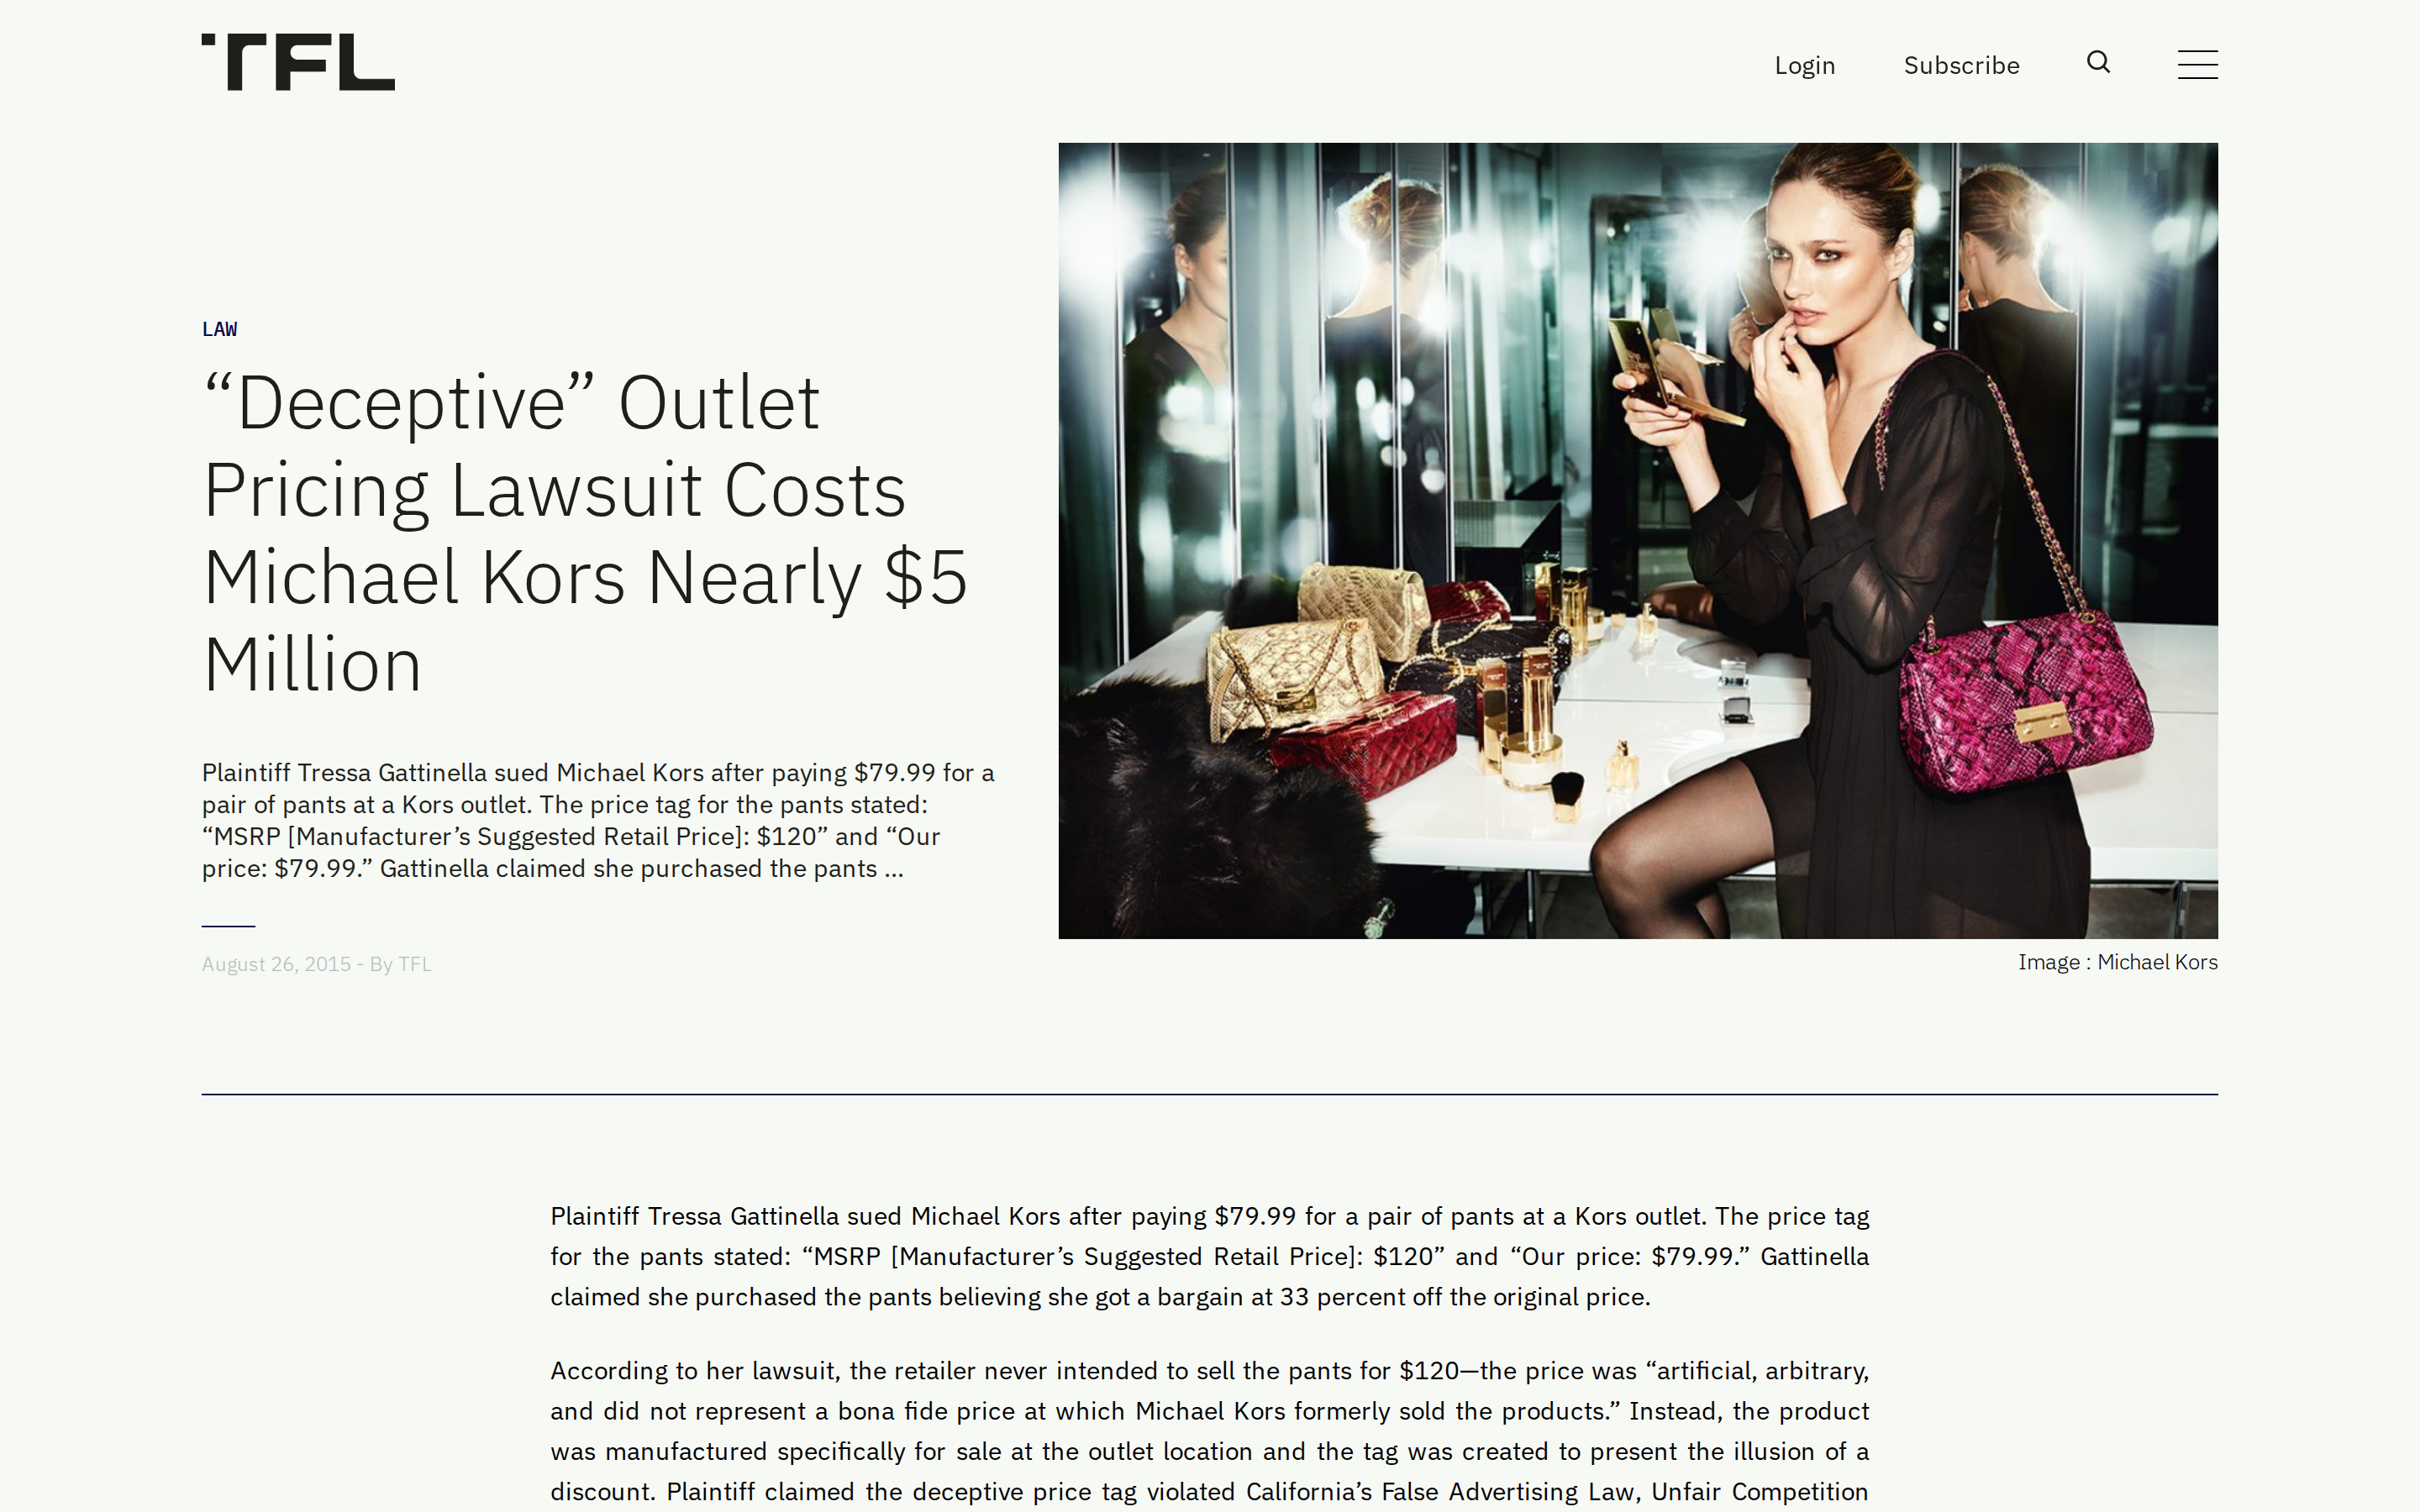 TFL
Login
Subscribe
LAW
“Deceptive” Outlet
Pricing Lawsuit Costs
Michael Kors Nearly $5
Million
Plaintiff Tressa Gattinella sued Michael Kors after paying $79.99 for a
pair of pants at a Kors outlet. The price tag for the pants stated:
“MSRP [Manufacturer’s Suggested Retail Price]: $120” and “Our
price: $79.99.” Gattinella claimed she purchased the pants ...
August 26, 2015 - By TFL
Image : Michael Kors
Plaintiff Tressa Gattinella sued Michael Kors after paying $79.99 for a pair of pants at a Kors outlet. The price tag
for the pants stated: “MSRP [Manufacturer’s Suggested Retail Price]: $120” and “Our price: $79.99.” Gattinella
claimed she purchased the pants believing she got a bargain at 33 percent off the original price.
According to her lawsuit, the retailer never intended to sell the pants for $120—the price was “artificial, arbitrary,
and did not represent a bona fide price at which Michael Kors formerly sold the products.” Instead, the product
was manufactured specifically for sale at the outlet location and the tag was created to present the illusion of a
discount. Plaintiff claimed the deceptive price tag violated California’s False Advertising Law, Unfair Competition